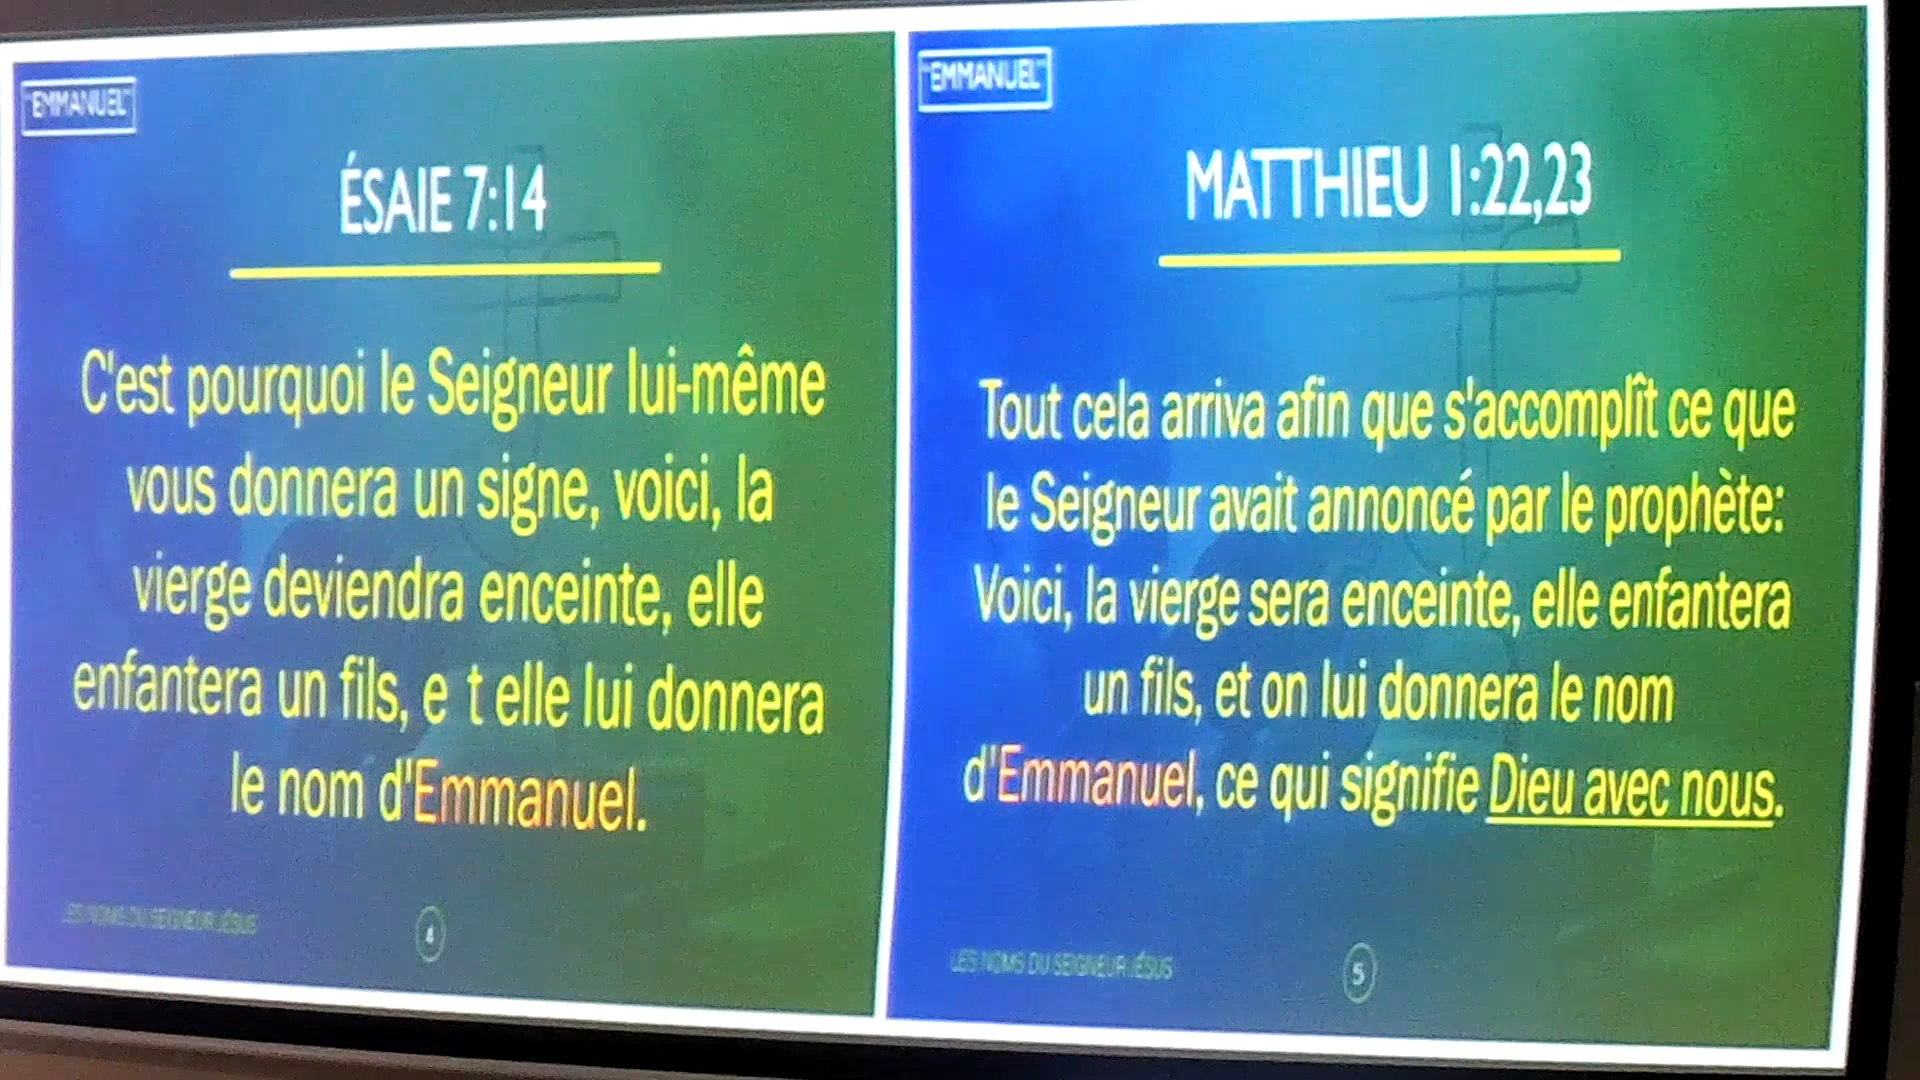 "EMMANUEL"
ÉSAIE 7:14
C'est pourquoi le Seigneur lui-même
vous donnera un signe, voici, la
vierge deviendra enceinte, elle
enfantera un fils, e t elle lui donnera
le nom d'Emmanuel.
LES NOMS DU SEIGNEUR JÉSUS
4
"EMMANUEL"
MATTHIEU 1:22,23
Tout cela arriva afin que s'accomplît ce que
le Seigneur avait annoncé par le prophète:
Voici, la vierge sera enceinte, elle enfantera
un fils, et on lui donnera le nom
d'Emmanuel, ce qui signifie Dieu avec nous.
LES NOMS DU SEIGNEUR JÉSUS
5